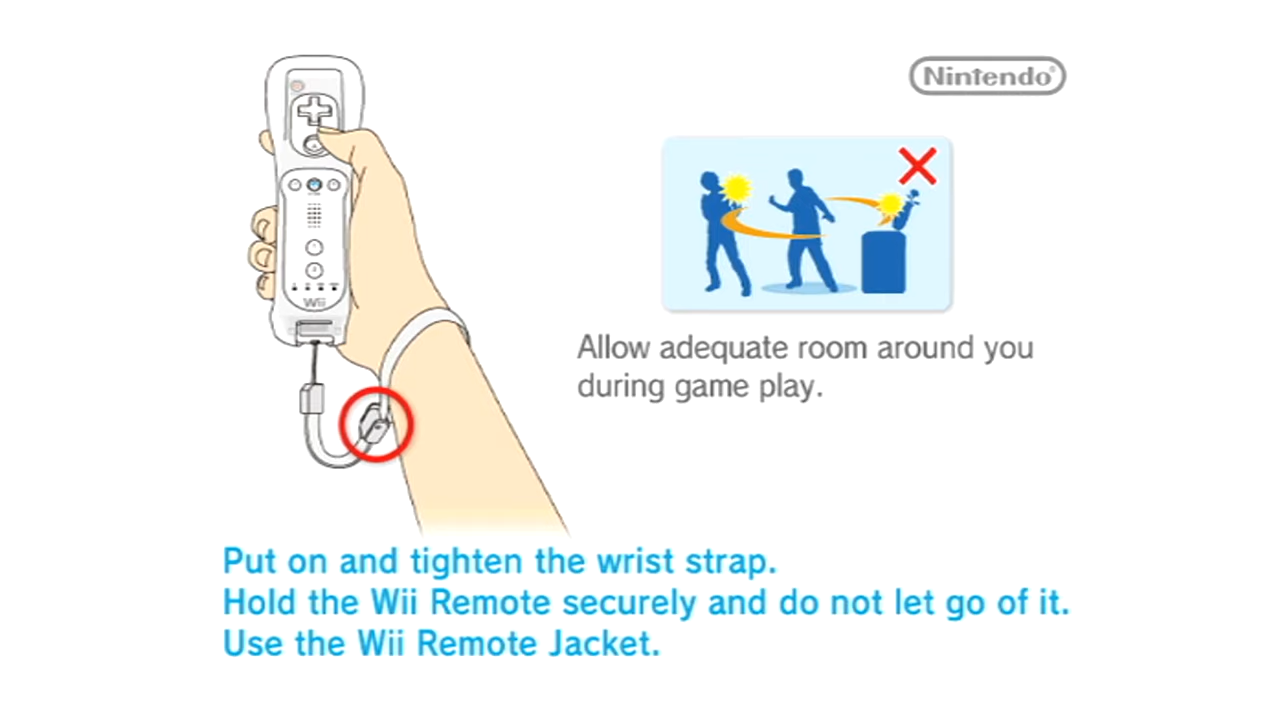 Nintendo®
Wii
Allow adequate room around you
during game play.
Put on and tighten the wrist strap.
Hold the Wii Remote securely and do not let go of it.
Use the Wii Remote Jacket.